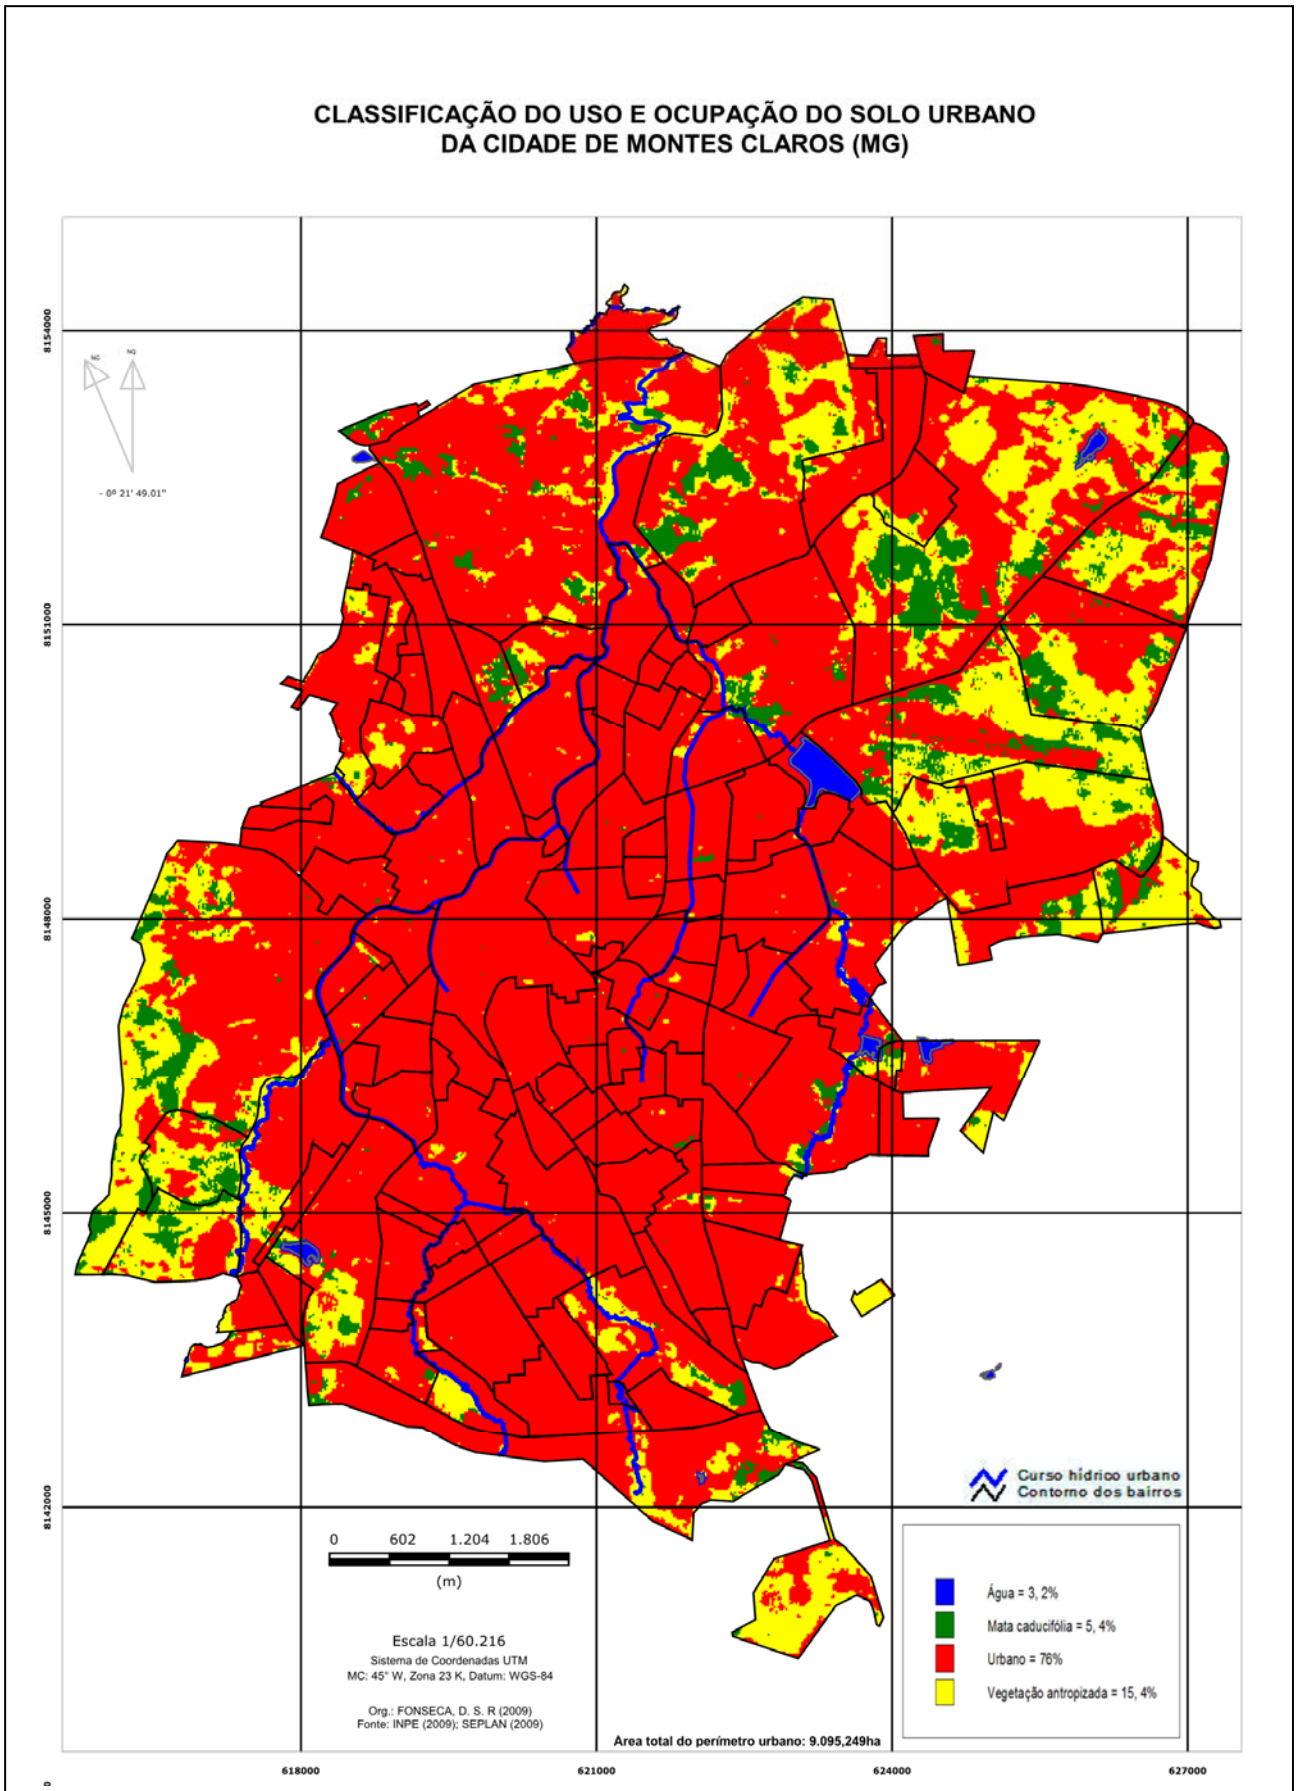 CLASSIFICAÇÃO DO USO E OCUPAÇÃO DO SOLO URBANO
DA CIDADE DE MONTES CLAROS (MG)
8154000
NG
NQ
- 0º 21' 49.01"
8151000
8148000
8145000
8142000
Curso hídrico urbano
Contorno dos bairros
0 602 1.204 1.806
(m)
Escala 1/60.216
Sistema de Coordenadas UTM
MC: 45° W, Zona 23 K, Datum: WGS-84
Org.: FONSECA, D. S. R (2009)
Fonte: INPE (2009); SEPLAN (2009)
Água = 3, 2%
Mata caducifólia = 5, 4%
Urbano = 76%
Vegetação antropizada = 15, 4%
Área total do perímetro urbano: 9.095,249ha
618000 621000 624000 627000